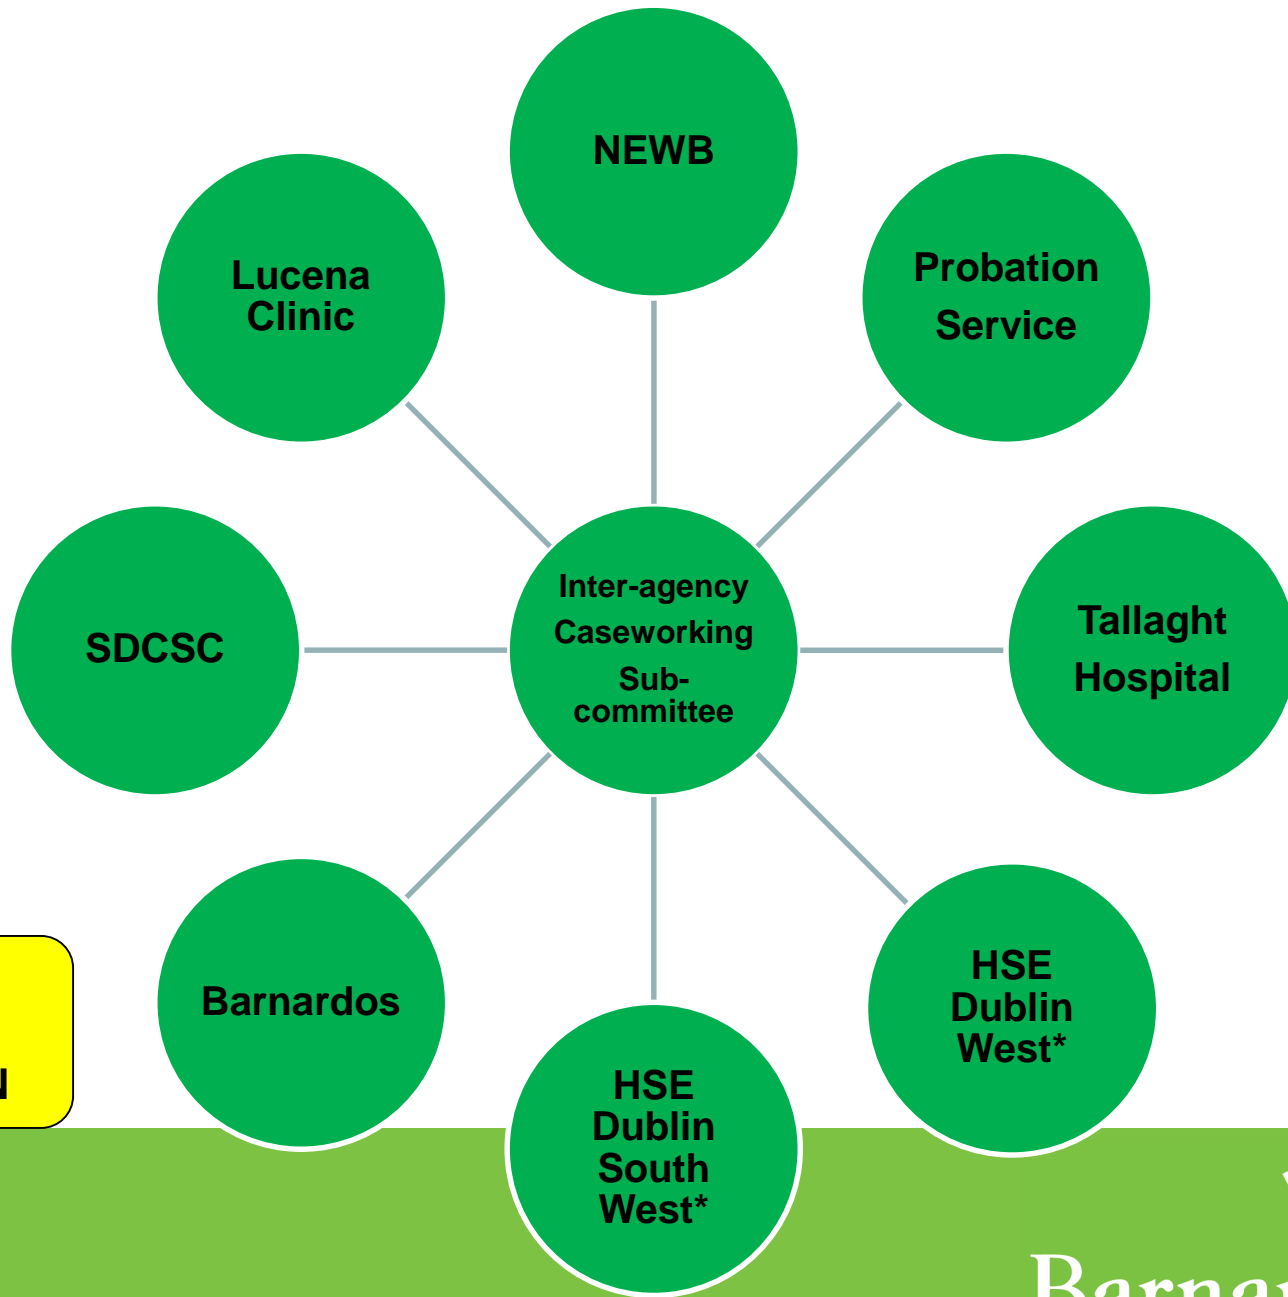 NEWB
Lucena
Clinic
Probation
Service
Inter-agency
Caseworking
Sub-
committee
SDCSC
Tallaght
Hospital
Barnardos
HSE
Dublin
West*
HSE
Dublin
South
West*